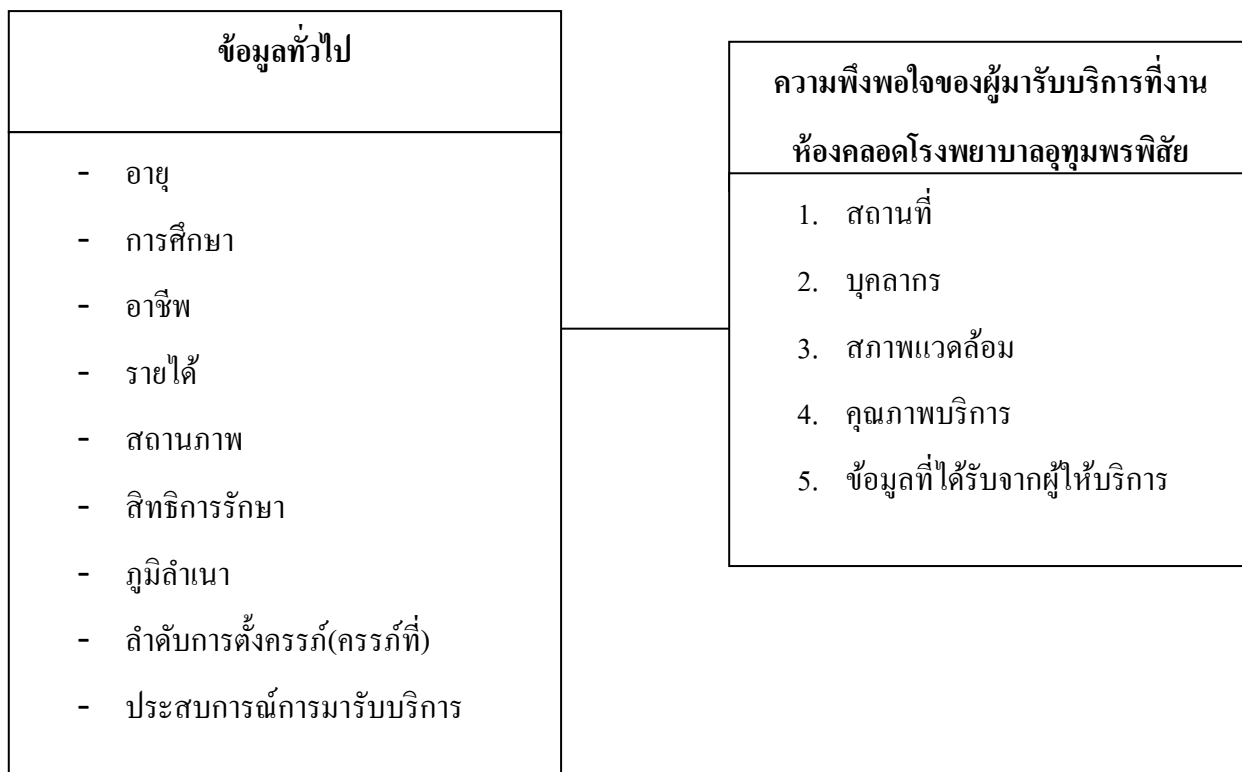 ข้อมูลทั่วไป
- อายุ
- การศึกษา
- อาชีพ
- รายได้
- สถานภาพ
- สิทธิการรักษา
- ภูมิลำเนา
- ลำดับการตั้งครรภ์(ครรภ์ที่)
- ประสบการณ์การมารับบริการ
ความพึงพอใจของผู้มารับบริการที่งาน
ห้องคลอดโรงพยาบาลอุทุมพรพิสัย
1. สถานที่
2. บุคลากร
3. สภาพแวดล้อม
4. คุณภาพบริการ
5. ข้อมูลที่ได้รับจากผู้ให้บริการ